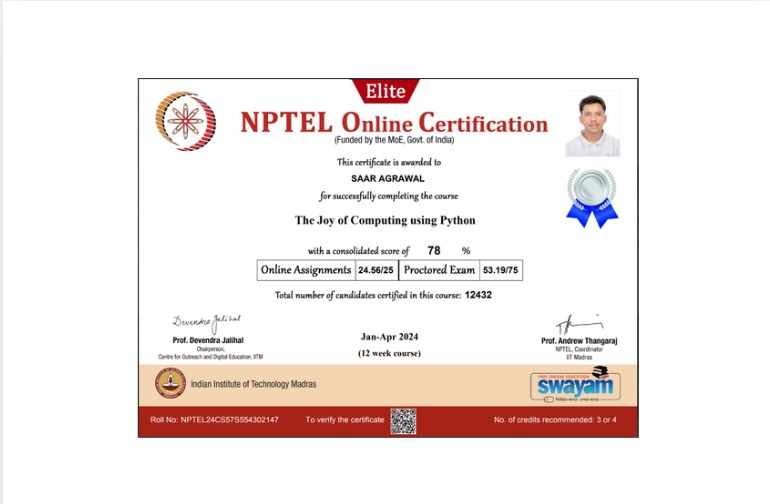 Elite
NPTEL Online Certification
(Funded by the MoE, Govt. of India)
This certificate is awarded to
SAAR AGRAWAL
for successfully completing the course
The Joy of Computing using Python
with a consolidated score of 78 %
Online Assignments 24.56/25 Proctored Exam 53.19/75
Total number of candidates certified in this course: 12432
Devendra Jalihal
Prof. Devendra Jalihal
Chairperson,
Centre for Outreach and Digital Education, IITM
Jan-Apr 2024
(12 week course)
Prof. Andrew Thangaraj
NPTEL, Coordinator
IIT Madras
Indian Institute of Technology Madras
FREE ONLINE EDUCATION
swayam
Roll No: NPTEL24CS57S554302147 To verify the certificate No. of credits recommended: 3 or 4